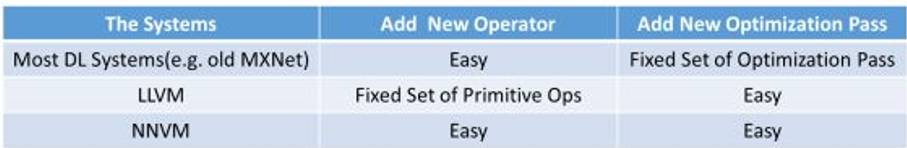 The Systems Add New Operator Add New Optimization Pass
Most DL Systems(e.g. old MXNet) Easy Fixed Set of Optimization Pass
LLVM Fixed Set of Primitive Ops Easy
NNVM Easy Easy